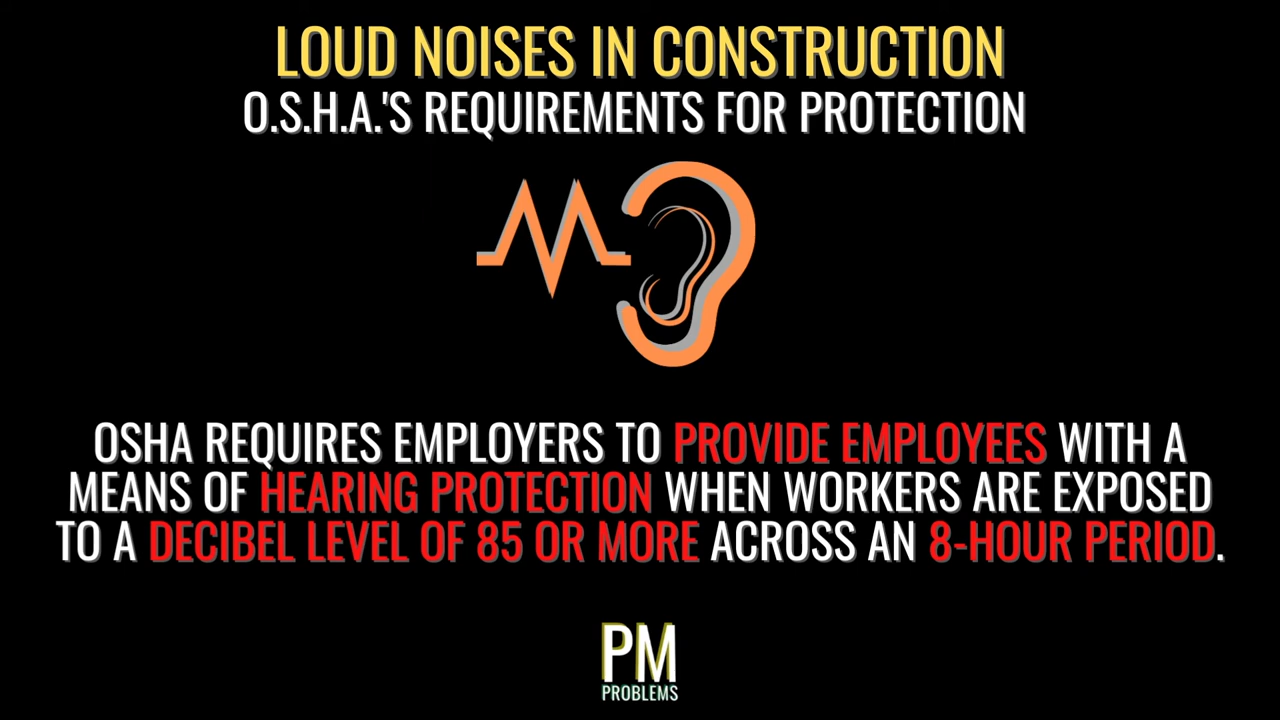 LOUD NOISES IN CONSTRUCTION
O.S.H.A.'S REQUIREMENTS FOR PROTECTION
OSHA REQUIRES EMPLOYERS TO PROVIDE EMPLOYEES WITH A
MEANS OF HEARING PROTECTION WHEN WORKERS ARE EXPOSED
TO A DECIBEL LEVEL OF 85 OR MORE ACROSS AN 8-HOUR PERIOD.
PM
PROBLEMS